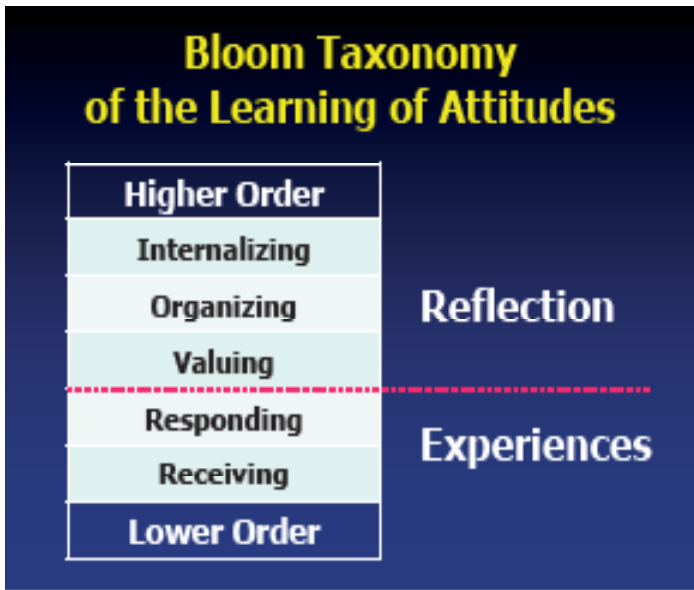 Bloom Taxonomy
of the Learning of Attitudes
Higher Order
Internalizing
Organizing
Valuing
Reflection
Responding
Receiving
Experiences
Lower Order